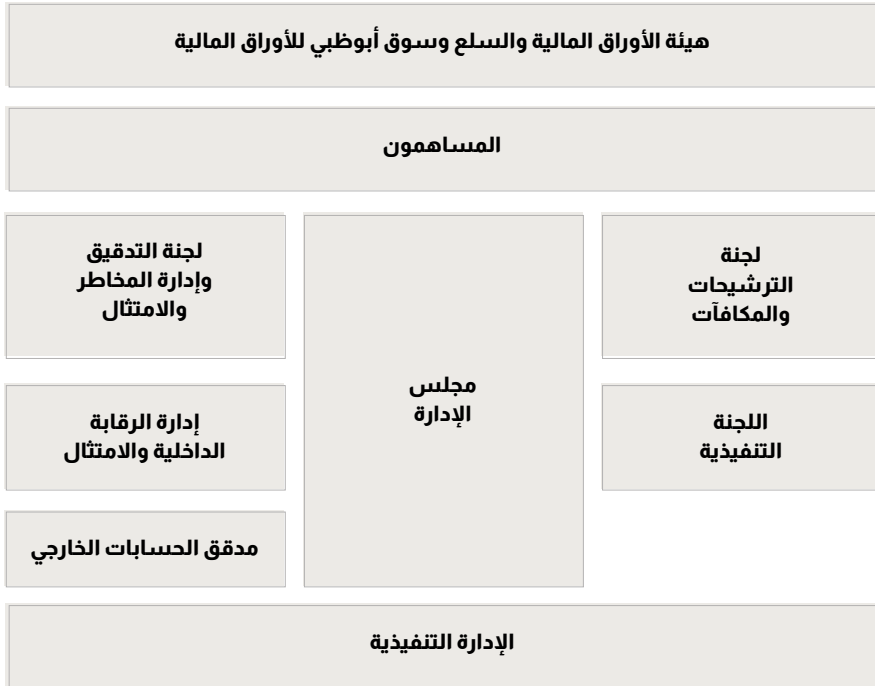 هيئة الأوراق المالية والسلع وسوق أبوظبي للأوراق المالية
المساهمون
لجنة
الترشيحات
والمكافآت
اللجنة
التنفيذية
مجلس
الإدارة
لجنة التدقيق
وإدارة المخاطر
والامتثال
إدارة الرقابة
الداخلية والامتثال
مدقق الحسابات الخارجي
الإدارة التنفيذية